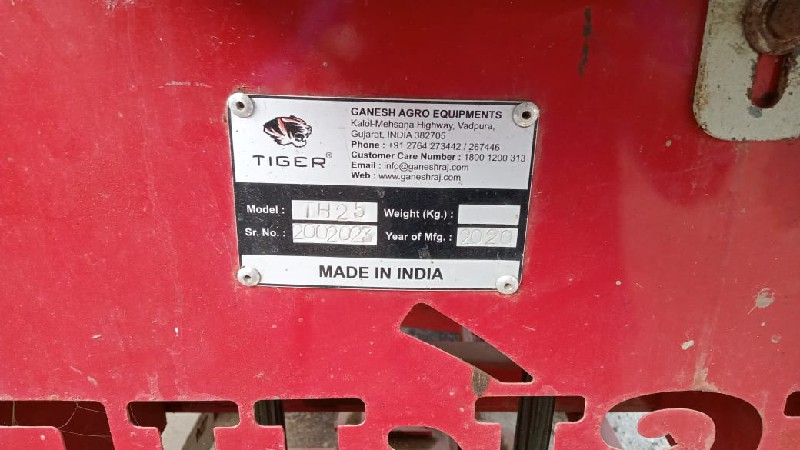 TIGER®
GANESH AGRO EQUIPMENTS
Kalol-Mehsana Highway, Vadpura,
Gujarat, INDIA 382705
Phone : +91 2764 273442 / 267446
Customer Care Number : 1800 1200 313
Email : info@ganeshraj.com
Web : www.ganeshraj.com
Model : TH25 Weight (Kg.) :
Sr. No. : Year of Mfg. : 2020
MADE IN INDIA